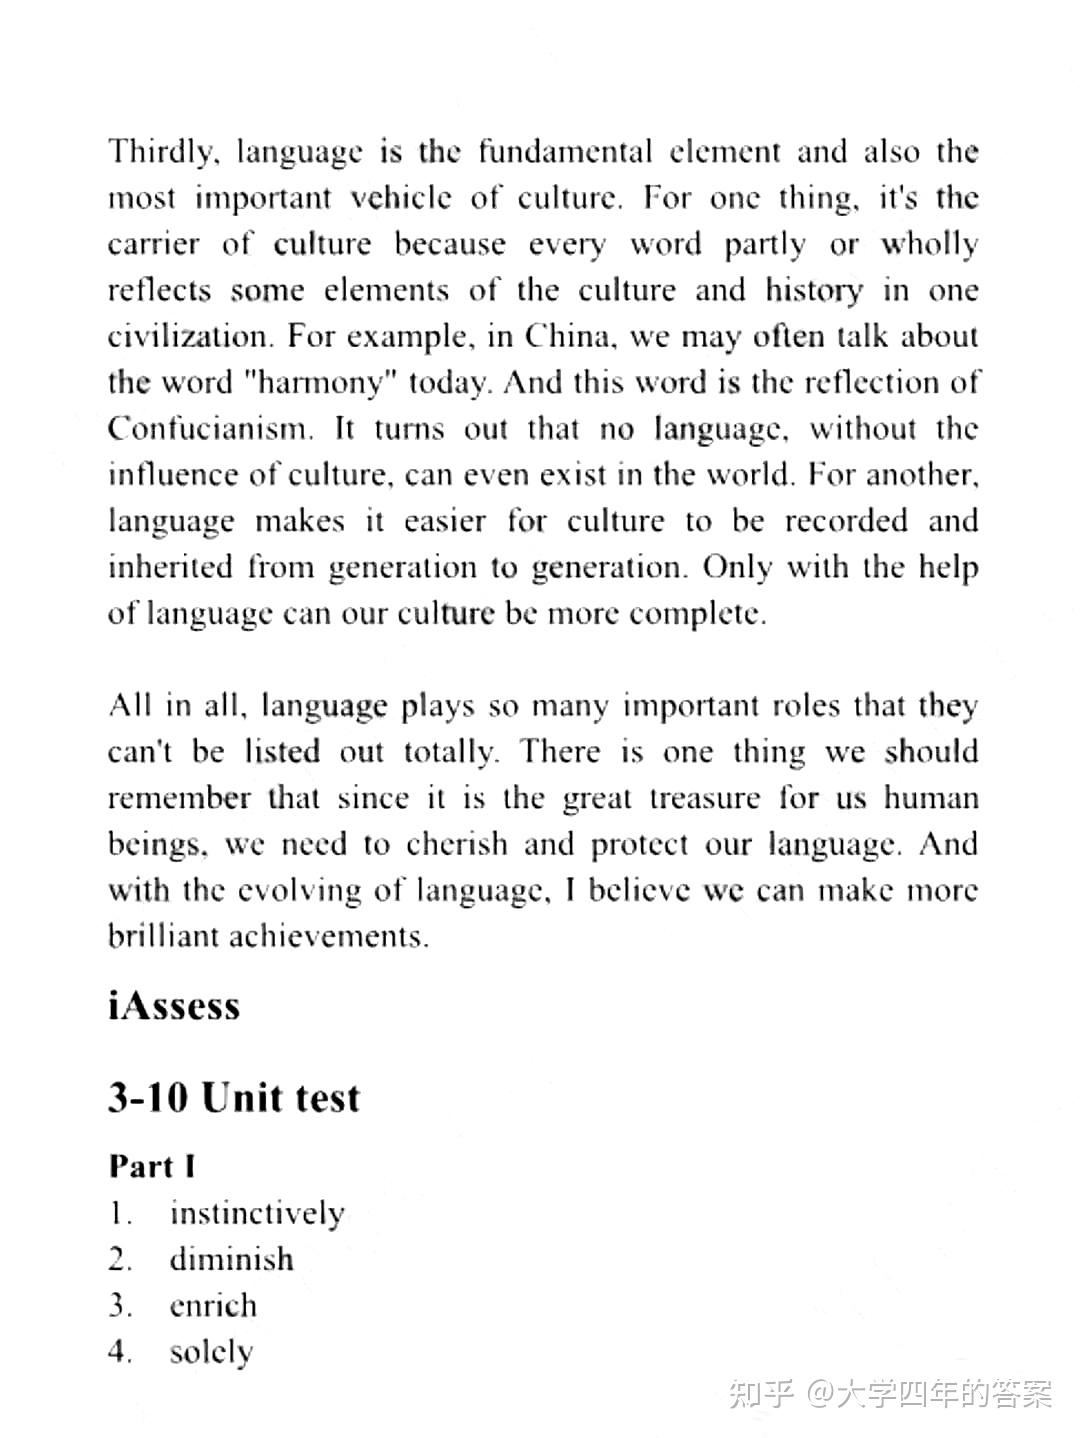 Thirdly, language is the fundamental element and also the
most important vehicle of culture. For one thing, it's the
carrier of culture because every word partly or wholly
reflects some elements of the culture and history in one
civilization. For example, in China, we may often talk about
the word "harmony" today. And this word is the reflection of
Confucianism. It turns out that no language, without the
influence of culture, can even exist in the world. For another,
language makes it easier for culture to be recorded and
inherited from generation to generation. Only with the help
of language can our culture be more complete.
All in all, language plays so many important roles that they
can't be listed out totally. There is one thing we should
remember that since it is the great treasure for us human
beings, we need to cherish and protect our language. And
with the evolving of language, I believe we can make more
brilliant achievements.
iAssess
3-10 Unit test
Part I
1. instinctively
2. diminish
3. enrich
4. solely
知乎 @大学四年的答案